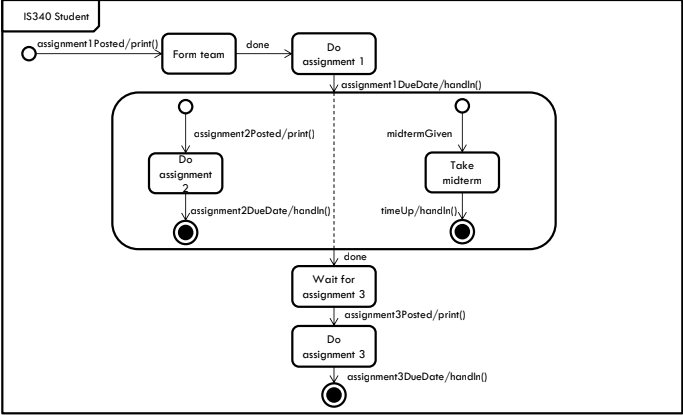 IS340 Student
assignment1Posted/print()
Form team
done
Do
assignment 1
assignment1DueDate/handIn()
assignment2Posted/print()
Do
assignment
2
assignment2DueDate/handIn()
midtermGiven
Take
midterm
timeUp/handIn()
done
Wait for
assignment 3
assignment3Posted/print()
Do
assignment 3
assignment3DueDate/handIn()